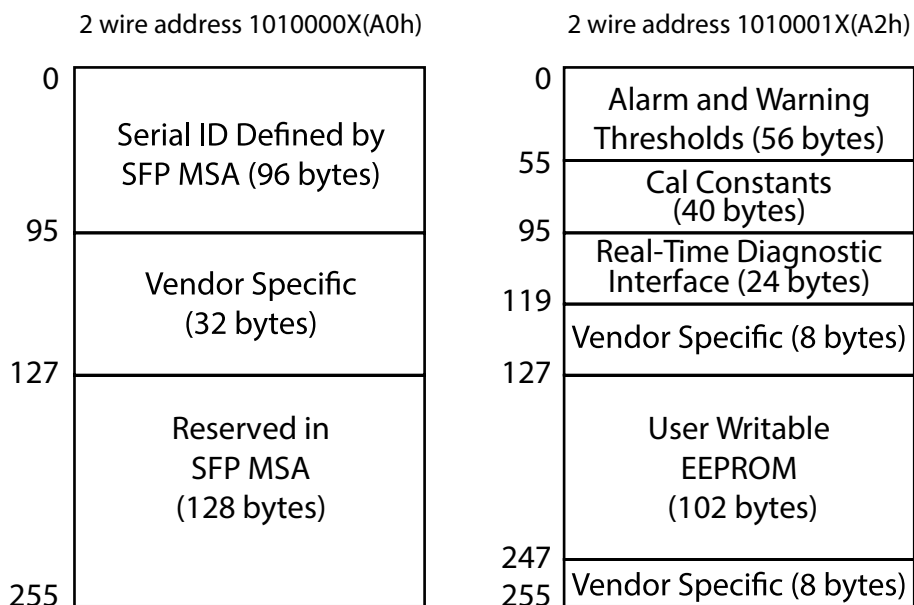 2 wire address 1010000X(A0h)
0
Serial ID Defined by
SFP MSA (96 bytes)
95
Vendor Specific
(32 bytes)
127
Reserved in
SFP MSA
(128 bytes)
255
2 wire address 1010001X(A2h)
0
Alarm and Warning
Thresholds (56 bytes)
55
Cal Constants
(40 bytes)
95
Real-Time Diagnostic
Interface (24 bytes)
119
Vendor Specific (8 bytes)
127
User Writable
EEPROM
(102 bytes)
247
Vendor Specific (8 bytes)
255